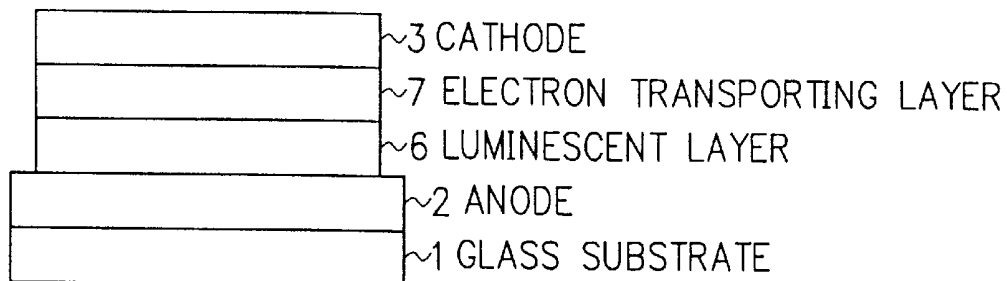 3 CATHODE
7 ELECTRON TRANSPORTING LAYER
6 LUMINESCENT LAYER
2 ANODE
1 GLASS SUBSTRATE